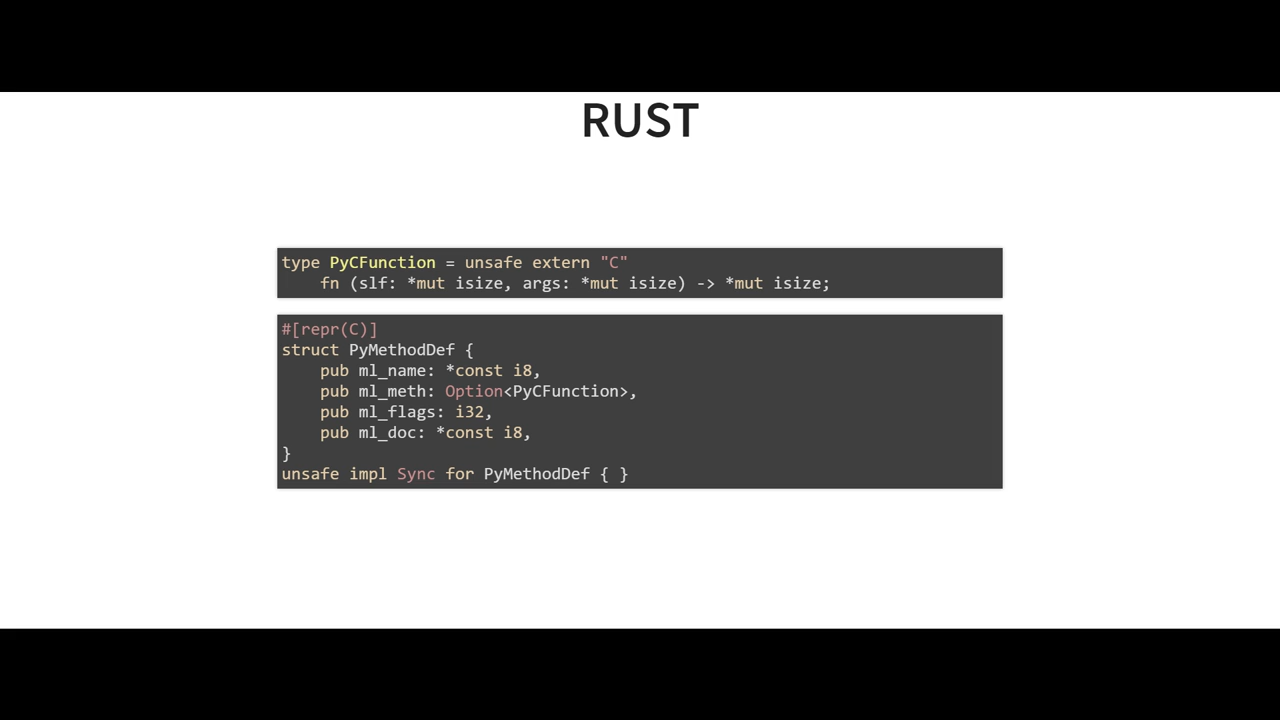 RUST
type PyCFunction = unsafe extern "C"
    fn (slf: *mut isize, args: *mut isize) -> *mut isize;
#[repr(C)]
struct PyMethodDef {
    pub ml_name: *const i8,
    pub ml_meth: Option<PyCFunction>,
    pub ml_flags: i32,
    pub ml_doc: *const i8,
}
unsafe impl Sync for PyMethodDef { }